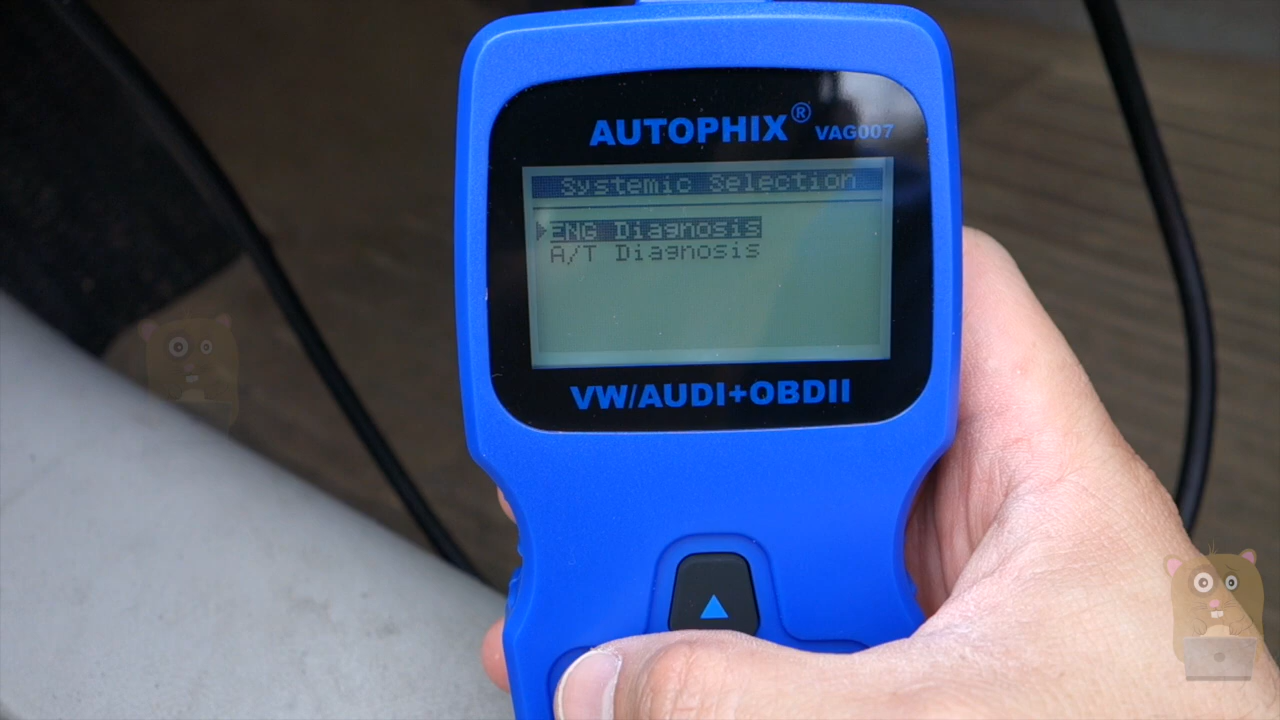 AUTOPHIX® VAG007
Systemic Selection
ENG Diagnosis
A/T Diagnosis
VW/AUDI+OBDII